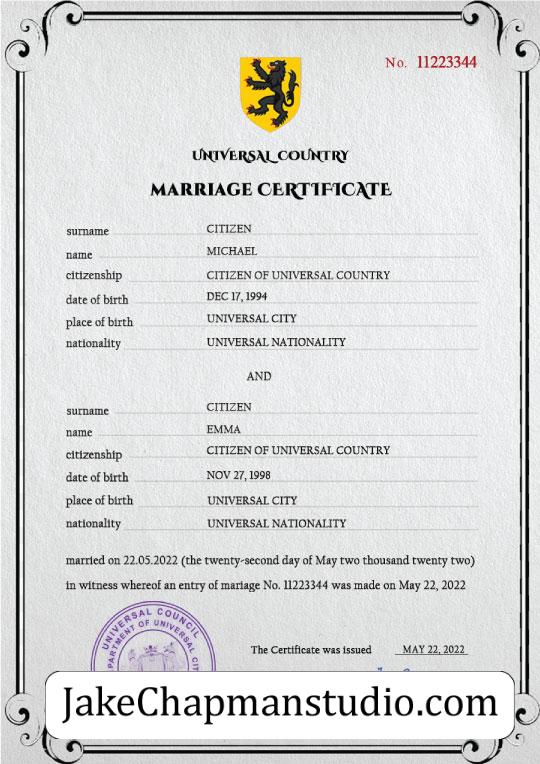 No. 11223344
UNIVERSAL COUNTRY
MARRIAGE CERTIFICATE
surname CITIZEN
name MICHAEL
citizenship CITIZEN OF UNIVERSAL COUNTRY
date of birth DEC 17, 1994
place of birth UNIVERSAL CITY
nationality UNIVERSAL NATIONALITY
AND
surname CITIZEN
name EMMA
citizenship CITIZEN OF UNIVERSAL COUNTRY
date of birth NOV 27, 1998
place of birth UNIVERSAL CITY
nationality UNIVERSAL NATIONALITY
married on 22.05.2022 (the twenty-second day of May two thousand twenty two)
in witness whereof an entry of mariage No. 11223344 was made on May 22, 2022
UNIVERSAL COUNCIL
OF UNIVERSAL
The Certificate was issued MAY 22, 2022
JakeChapmanstudio.com